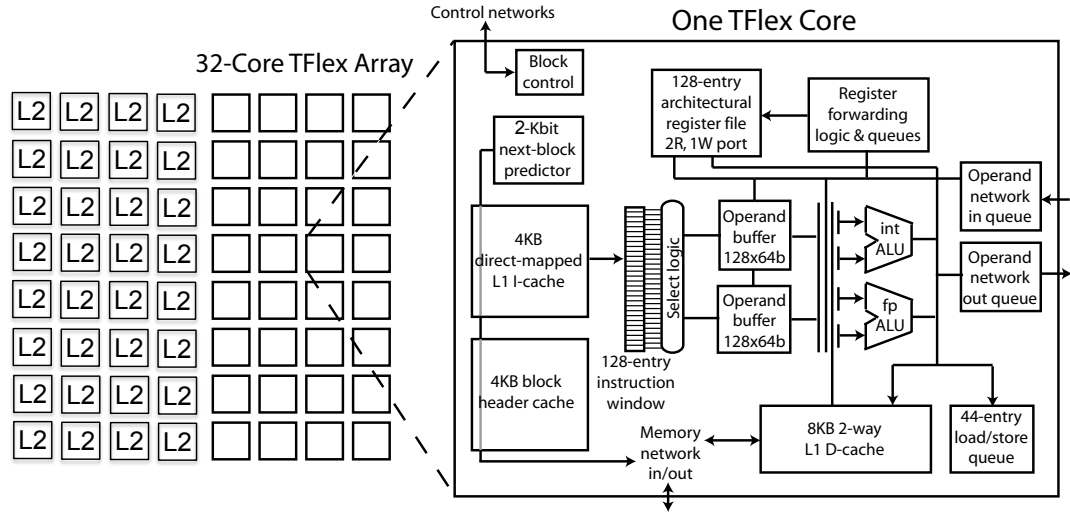 Control networks
One TFlex Core
32-Core TFlex Array
L2 L2 L2 L2
L2 L2 L2 L2
L2 L2 L2 L2
L2 L2 L2 L2
L2 L2 L2 L2
L2 L2 L2 L2
L2 L2 L2 L2
L2 L2 L2 L2
Block
control
2-Kbit
next-block
predictor
4KB
direct-mapped
L1 I-cache
4KB block
header cache
128-entry
instruction
window
Select logic
128-entry
architectural
register file
2R, 1W port
Register
forwarding
logic & queues
Operand
buffer
128x64b
Operand
buffer
128x64b
int
ALU
fp
ALU
Operand
network
in queue
Operand
network
out queue
Memory
network
in/out
8KB 2-way
L1 D-cache
44-entry
load/store
queue